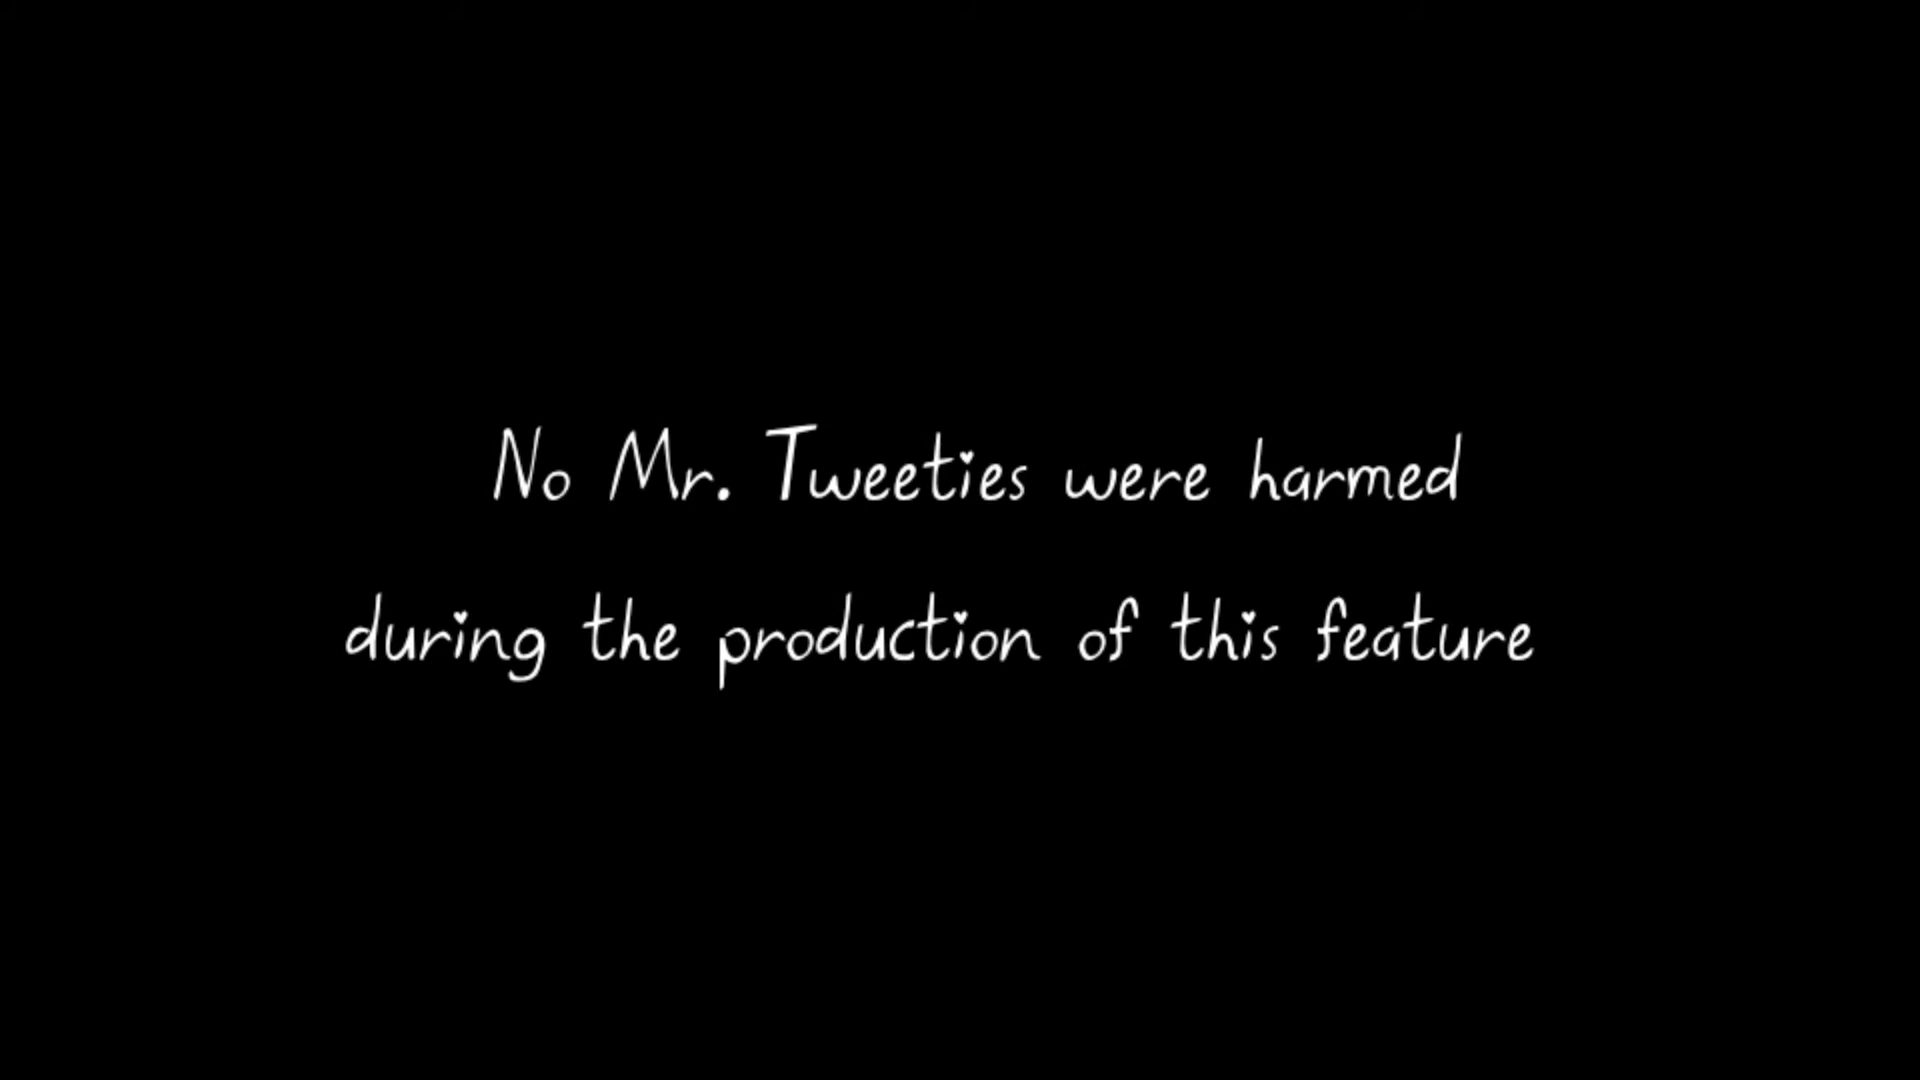 No Mr. Tweeties were harmed
during the production of this feature